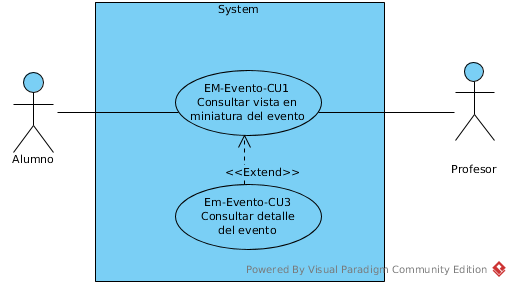 System
EM-Evento-CU1
Consultar vista en
miniatura del evento
Alumno
Profesor
<<Extend>>
Em-Evento-CU3
Consultar detalle
del evento
Powered By Visual Paradigm Community Edition